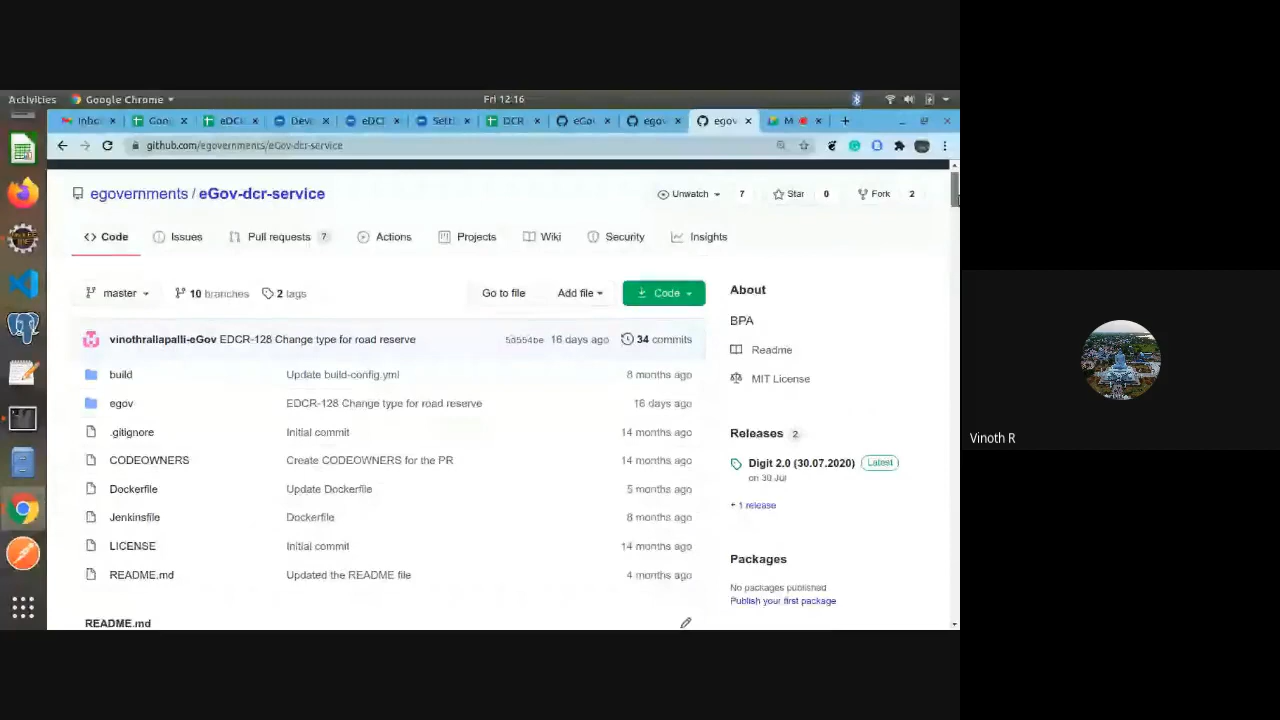 Activities Google Chrome Fri 12:16
Inbo Goo eDC DCR eGo egov egov M
github.com/egovernments/eGov-dcr-service
egovernments / eGov-dcr-service Unwatch 7 Star 0 Fork 2
Code Issues Pull requests 7 Actions Projects Wiki Security Insights
master 10 branches 2 tags Go to file Add file Code
vinothrallapalli-eGov EDCR-128 Change type for road reserve 16 days ago 34 commits
build Update build-config.yml 8 months ago
egov EDCR-128 Change type for road reserve 16 days ago
.gitignore Initial commit 14 months ago
CODEOWNERS Create CODEOWNERS for the PR 14 months ago
Dockerfile Update Dockerfile 5 months ago
Jenkinsfile Dockerfile 8 months ago
LICENSE Initial commit 14 months ago
README.md Updated the README file 4 months ago
README.md
About
BPA
Readme
MIT License
Releases 2
Digit 2.0 (30.07.2020) Latest
on 30 Jul
+ 1 release
Packages
No packages published
Publish your first package
Vinoth R